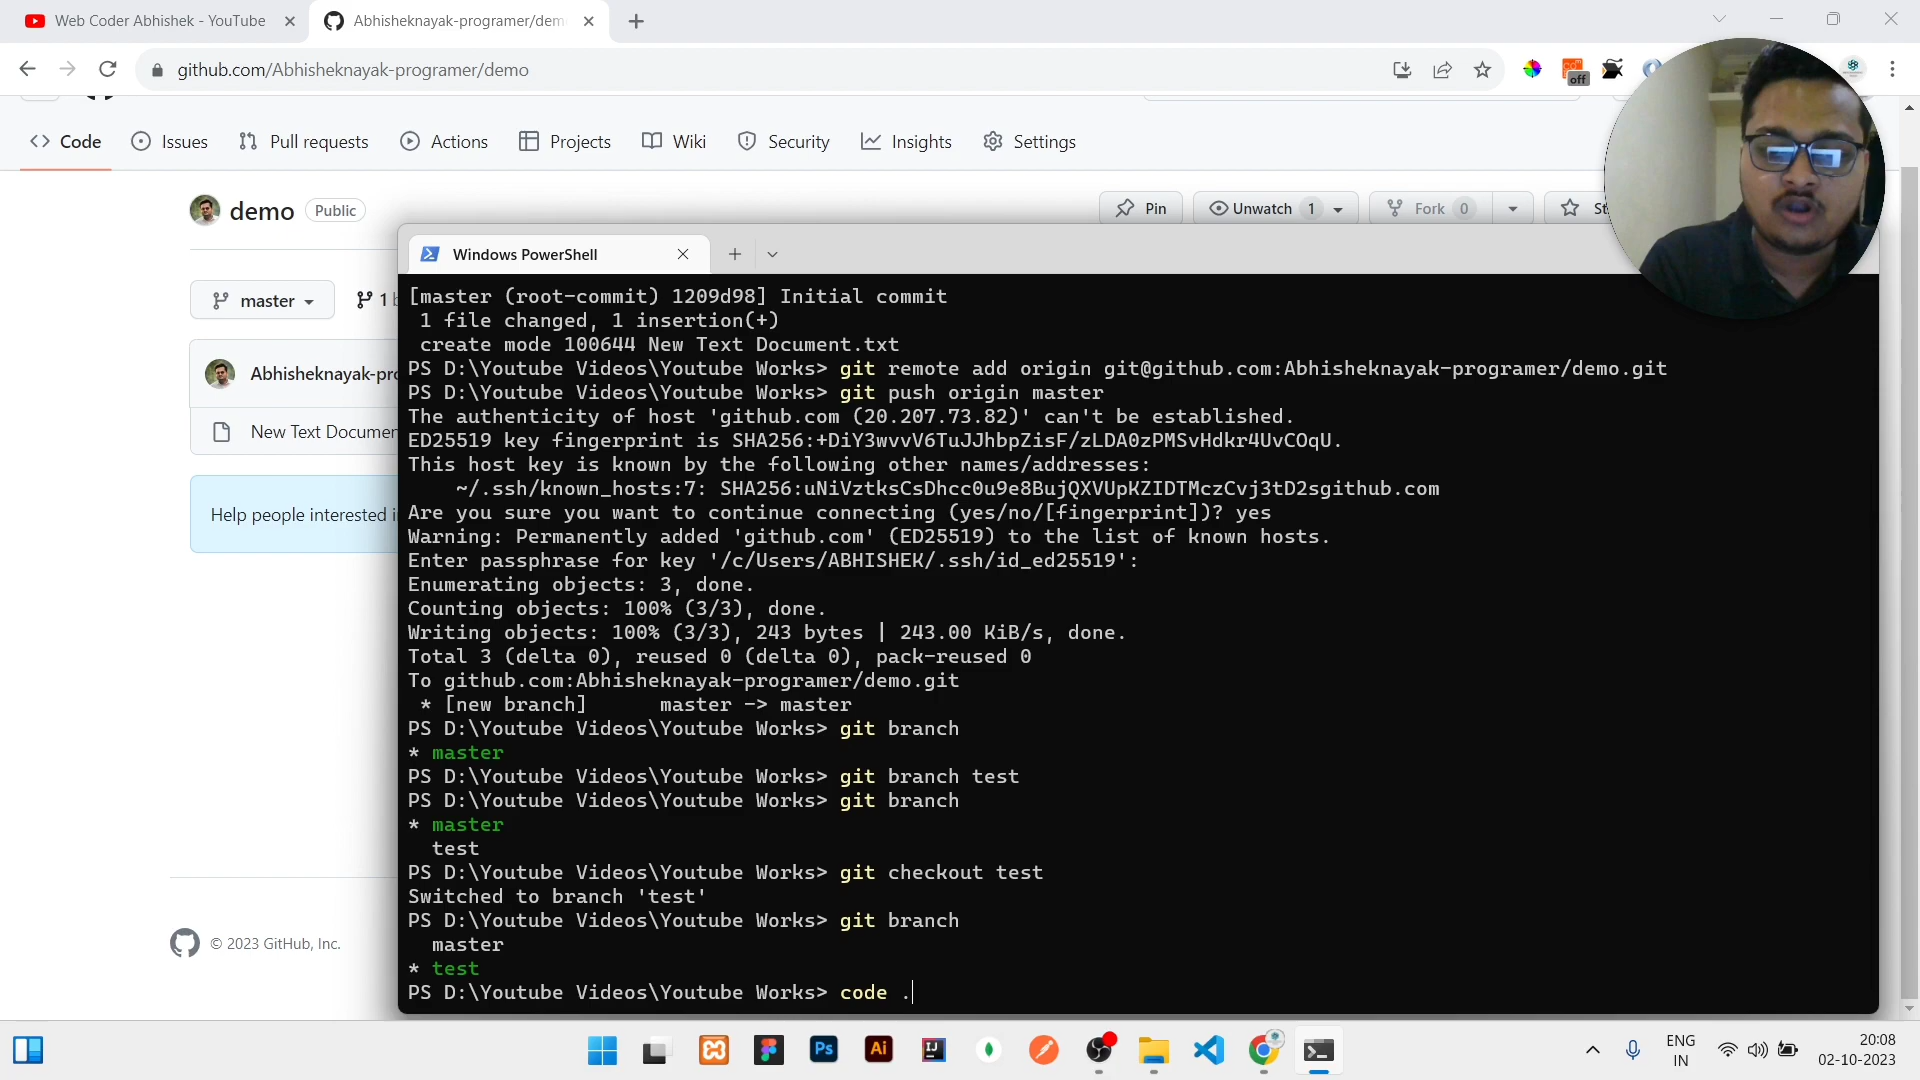 Web Coder Abhishek - YouTube
Abhisheknayak-programer/dem
github.com/Abhisheknayak-programer/demo
off
Code
Issues
Pull requests
Actions
Projects
Wiki
Security
Insights
Settings
demo
Public
Pin
Unwatch 1
Fork 0
master
1
Abhisheknayak-pro
New Text Documen
Help people interested i
© 2023 GitHub, Inc.
Windows PowerShell
[master (root-commit) 1209d98] Initial commit
 1 file changed, 1 insertion(+)
 create mode 100644 New Text Document.txt
PS D:\Youtube Videos\Youtube Works> git remote add origin git@github.com:Abhisheknayak-programer/demo.git
PS D:\Youtube Videos\Youtube Works> git push origin master
The authenticity of host 'github.com (20.207.73.82)' can't be established.
ED25519 key fingerprint is SHA256:+DiY3wvvV6TuJJhbpZisF/zLDA0zPMSvHdkr4UvCOqU.
This host key is known by the following other names/addresses:
    ~/.ssh/known_hosts:7: SHA256:uNiVztksCsDhcc0u9e8BujQXVUpKZIDTMczCvj3tD2sgithub.com
Are you sure you want to continue connecting (yes/no/[fingerprint])? yes
Warning: Permanently added 'github.com' (ED25519) to the list of known hosts.
Enter passphrase for key '/c/Users/ABHISHEK/.ssh/id_ed25519':
Enumerating objects: 3, done.
Counting objects: 100% (3/3), done.
Writing objects: 100% (3/3), 243 bytes | 243.00 KiB/s, done.
Total 3 (delta 0), reused 0 (delta 0), pack-reused 0
To github.com:Abhisheknayak-programer/demo.git
 * [new branch]      master -> master
PS D:\Youtube Videos\Youtube Works> git branch
* master
PS D:\Youtube Videos\Youtube Works> git branch test
PS D:\Youtube Videos\Youtube Works> git branch
* master
  test
PS D:\Youtube Videos\Youtube Works> git checkout test
Switched to branch 'test'
PS D:\Youtube Videos\Youtube Works> git branch
  master
* test
PS D:\Youtube Videos\Youtube Works> code .
Ps
Ai
IJ
ENG
IN
20:08
02-10-2023